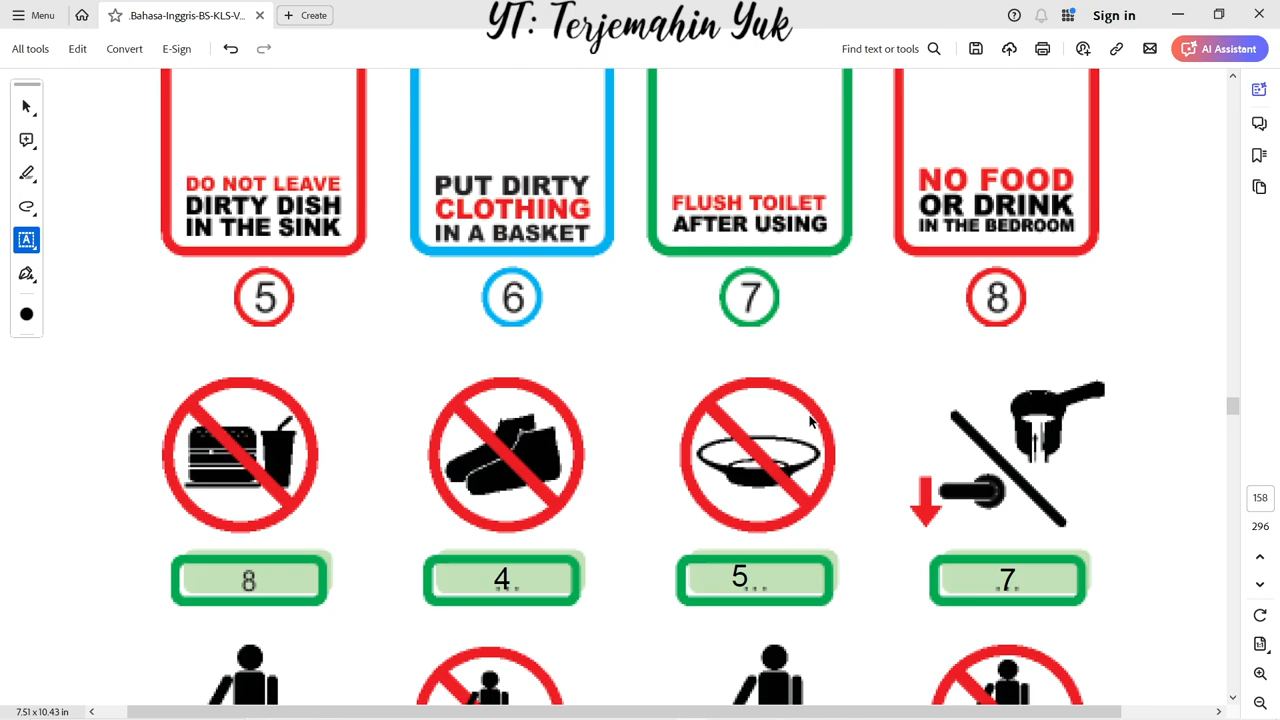 Menu
.Bahasa-Inggris-BS-KLS-V...
Create
YT: Terjemahin Yuk
Sign in
All tools
Edit
Convert
E-Sign
Find text or tools
AI Assistant
DO NOT LEAVE
DIRTY DISH
IN THE SINK
PUT DIRTY
CLOTHING
IN A BASKET
FLUSH TOILET
AFTER USING
NO FOOD
OR DRINK
IN THE BEDROOM
5
6
7
8
8
4...
5...
7...
158
296
7.51 x 10.43 in